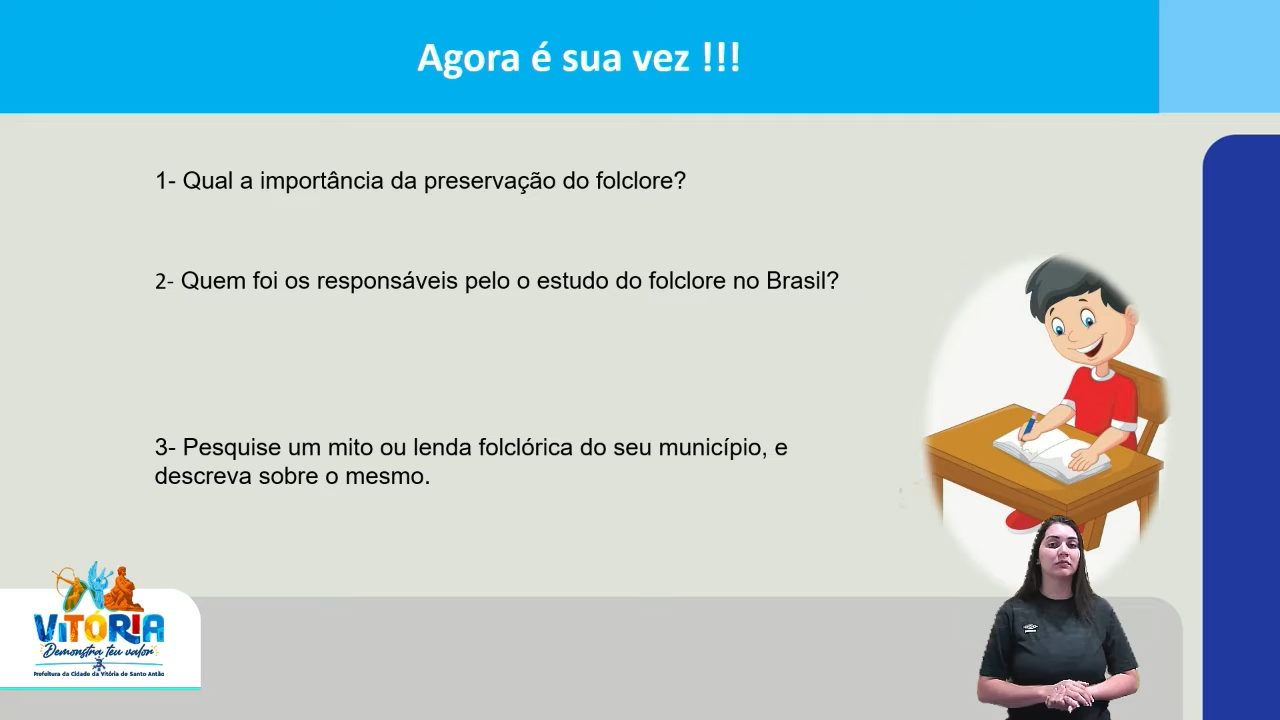 Agora é sua vez !!!
1- Qual a importância da preservação do folclore?
2- Quem foi os responsáveis pelo o estudo do folclore no Brasil?
3- Pesquise um mito ou lenda folclórica do seu município, e
descreva sobre o mesmo.
VITÓRIA
Demonstra teu valor
Prefeitura da Cidade da Vitória de Santo Antão